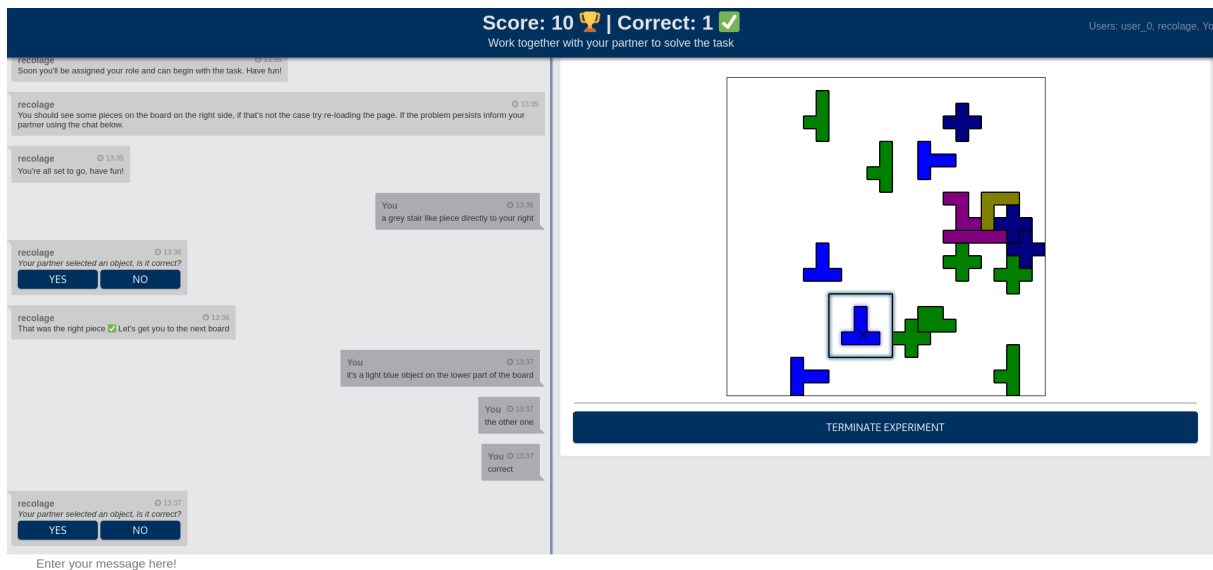 Score: 10 🏆 | Correct: 1 ✅
Work together with your partner to solve the task
Users: user_0, recolage, Yo
recolage 13:35
Soon you'll be assigned your role and can begin with the task. Have fun!
recolage 13:35
You should see some pieces on the board on the right side, if that's not the case try re-loading the page. If the problem persists inform your
partner using the chat below.
recolage 13:35
You're all set to go, have fun!
You 13:36
a grey stair like piece directly to your right
recolage 13:36
Your partner selected an object, is it correct?
YES NO
recolage 13:36
That was the right piece ✅ Let's get you to the next board
You 13:37
it's a light blue object on the lower part of the board
You 13:37
the other one
You 13:37
correct
recolage 13:37
Your partner selected an object, is it correct?
YES NO
Enter your message here!
TERMINATE EXPERIMENT